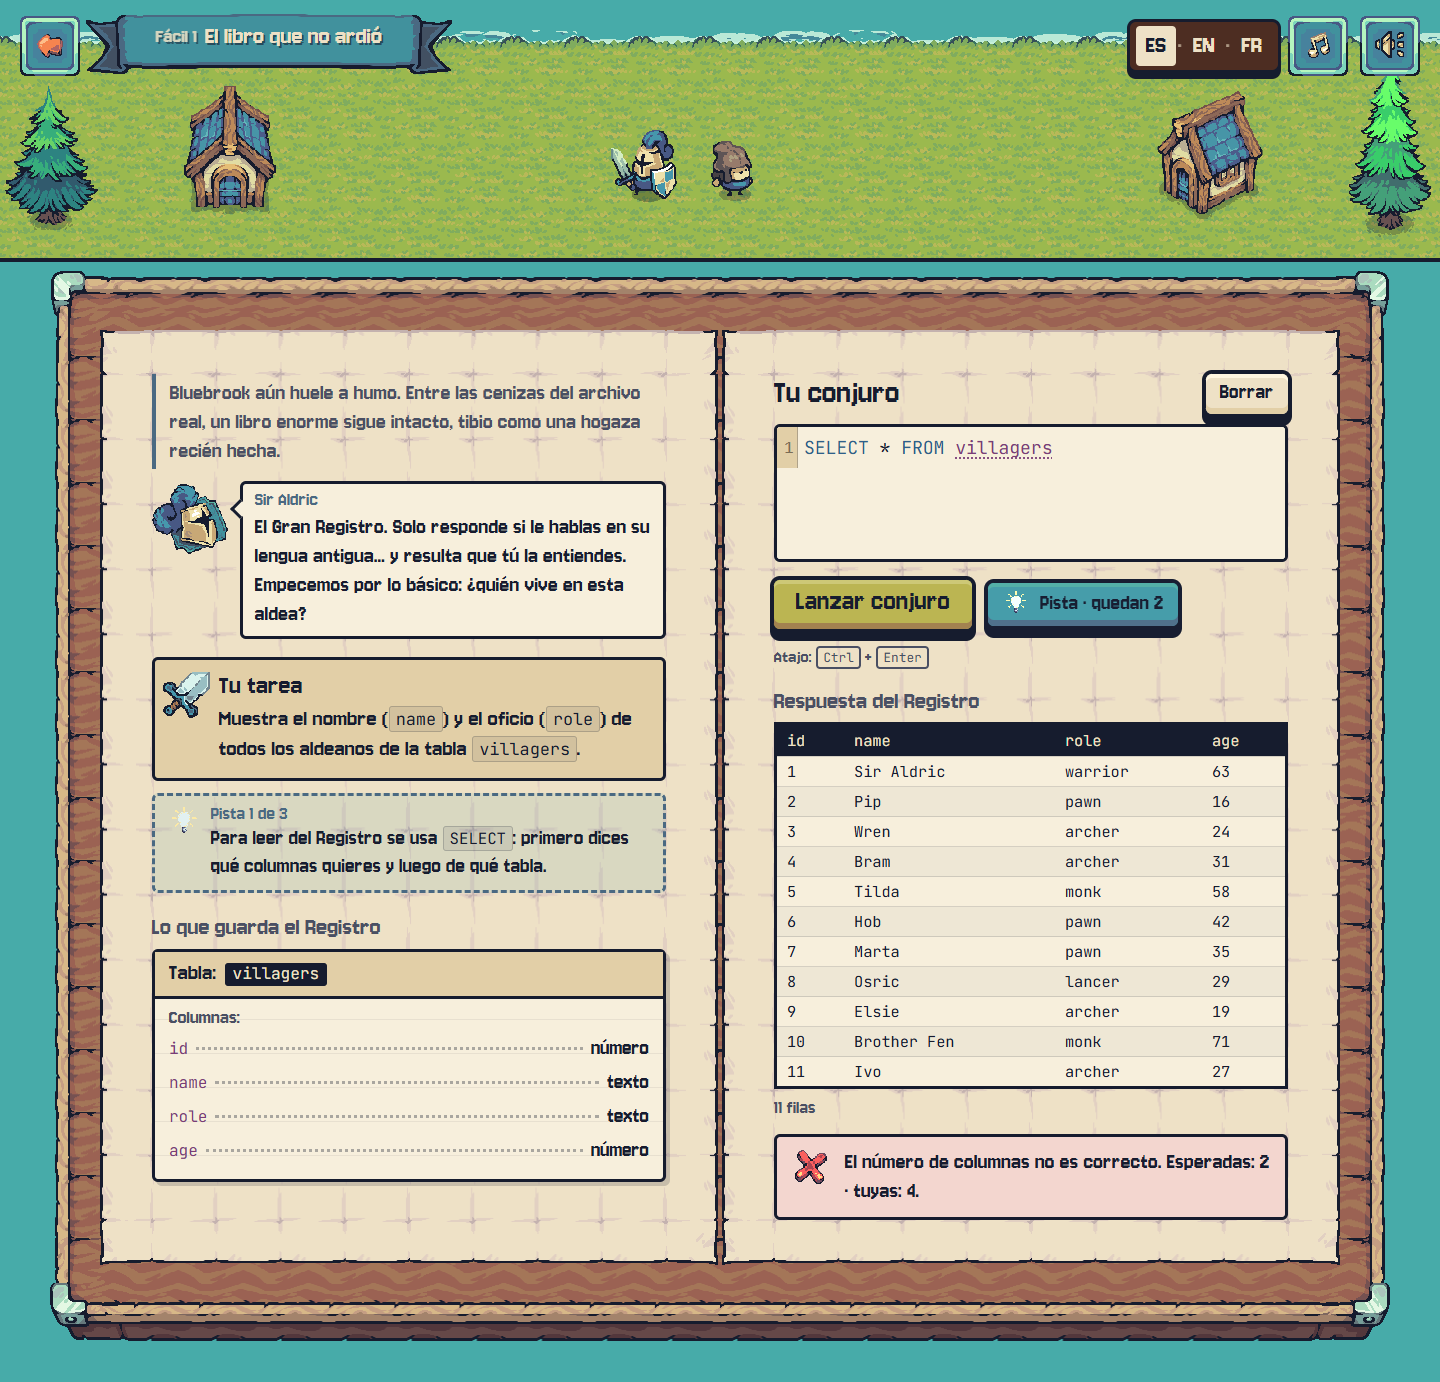 Fácil 1 El libro que no ardió
ES · EN · FR
Bluebrook aún huele a humo. Entre las cenizas del archivo
real, un libro enorme sigue intacto, tibio como una hogaza
recién hecha.
Sir Aldric
El Gran Registro. Solo responde si le hablas en su
lengua antigua... y resulta que tú la entiendes.
Empecemos por lo básico: ¿quién vive en esta
aldea?
Tu tarea
Muestra el nombre ( name ) y el oficio ( role ) de
todos los aldeanos de la tabla villagers .
Pista 1 de 3
Para leer del Registro se usa SELECT : primero dices
qué columnas quieres y luego de qué tabla.
Lo que guarda el Registro
Tabla: villagers
Columnas:
id número
name texto
role texto
age número
Tu conjuro
Borrar
1 SELECT * FROM villagers
Lanzar conjuro
Pista · quedan 2
Atajo: Ctrl + Enter
Respuesta del Registro
id name role age
1 Sir Aldric warrior 63
2 Pip pawn 16
3 Wren archer 24
4 Bram archer 31
5 Tilda monk 58
6 Hob pawn 42
7 Marta pawn 35
8 Osric lancer 29
9 Elsie archer 19
10 Brother Fen monk 71
11 Ivo archer 27
11 filas
El número de columnas no es correcto. Esperadas: 2
· tuyas: 4.